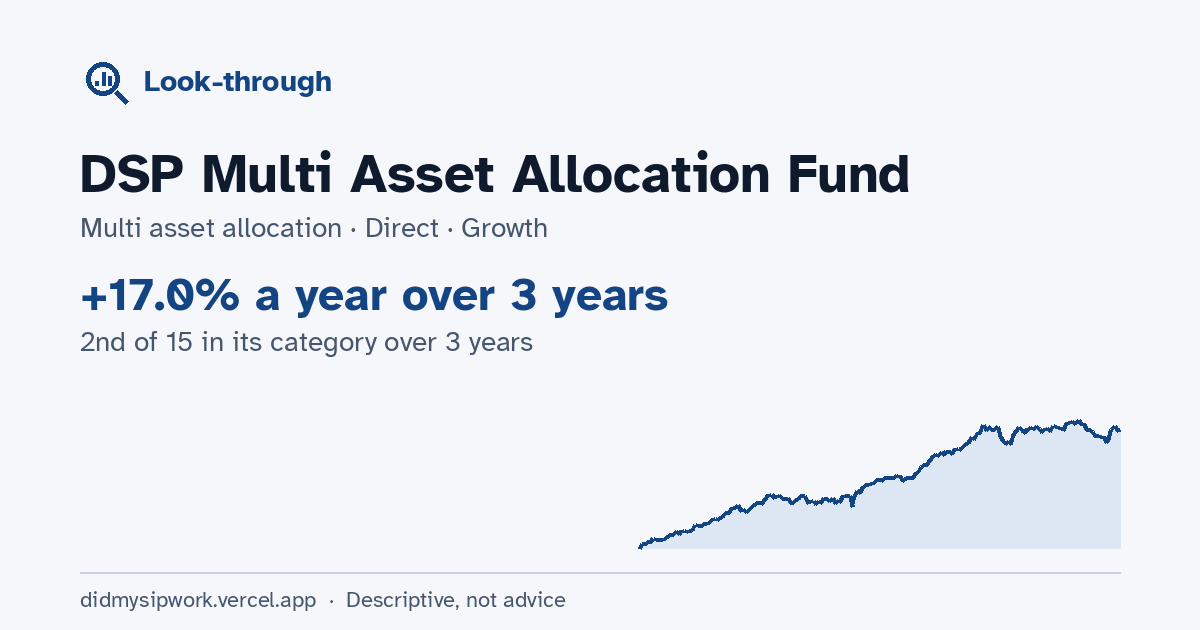 Look-through
DSP Multi Asset Allocation Fund
Multi asset allocation · Direct · Growth
+17.0% a year over 3 years
2nd of 15 in its category over 3 years
didmysipwork.vercel.app · Descriptive, not advice